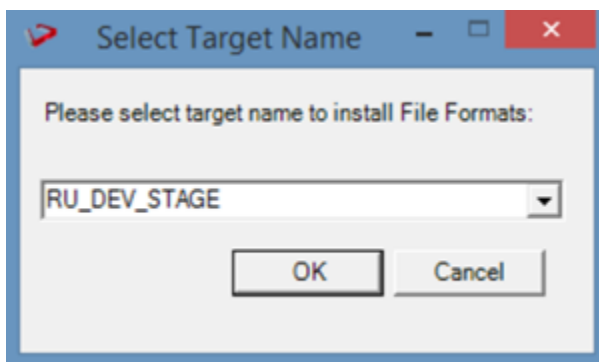 Select Target Name
Please select target name to install File Formats:
RU_DEV_STAGE
OK Cancel